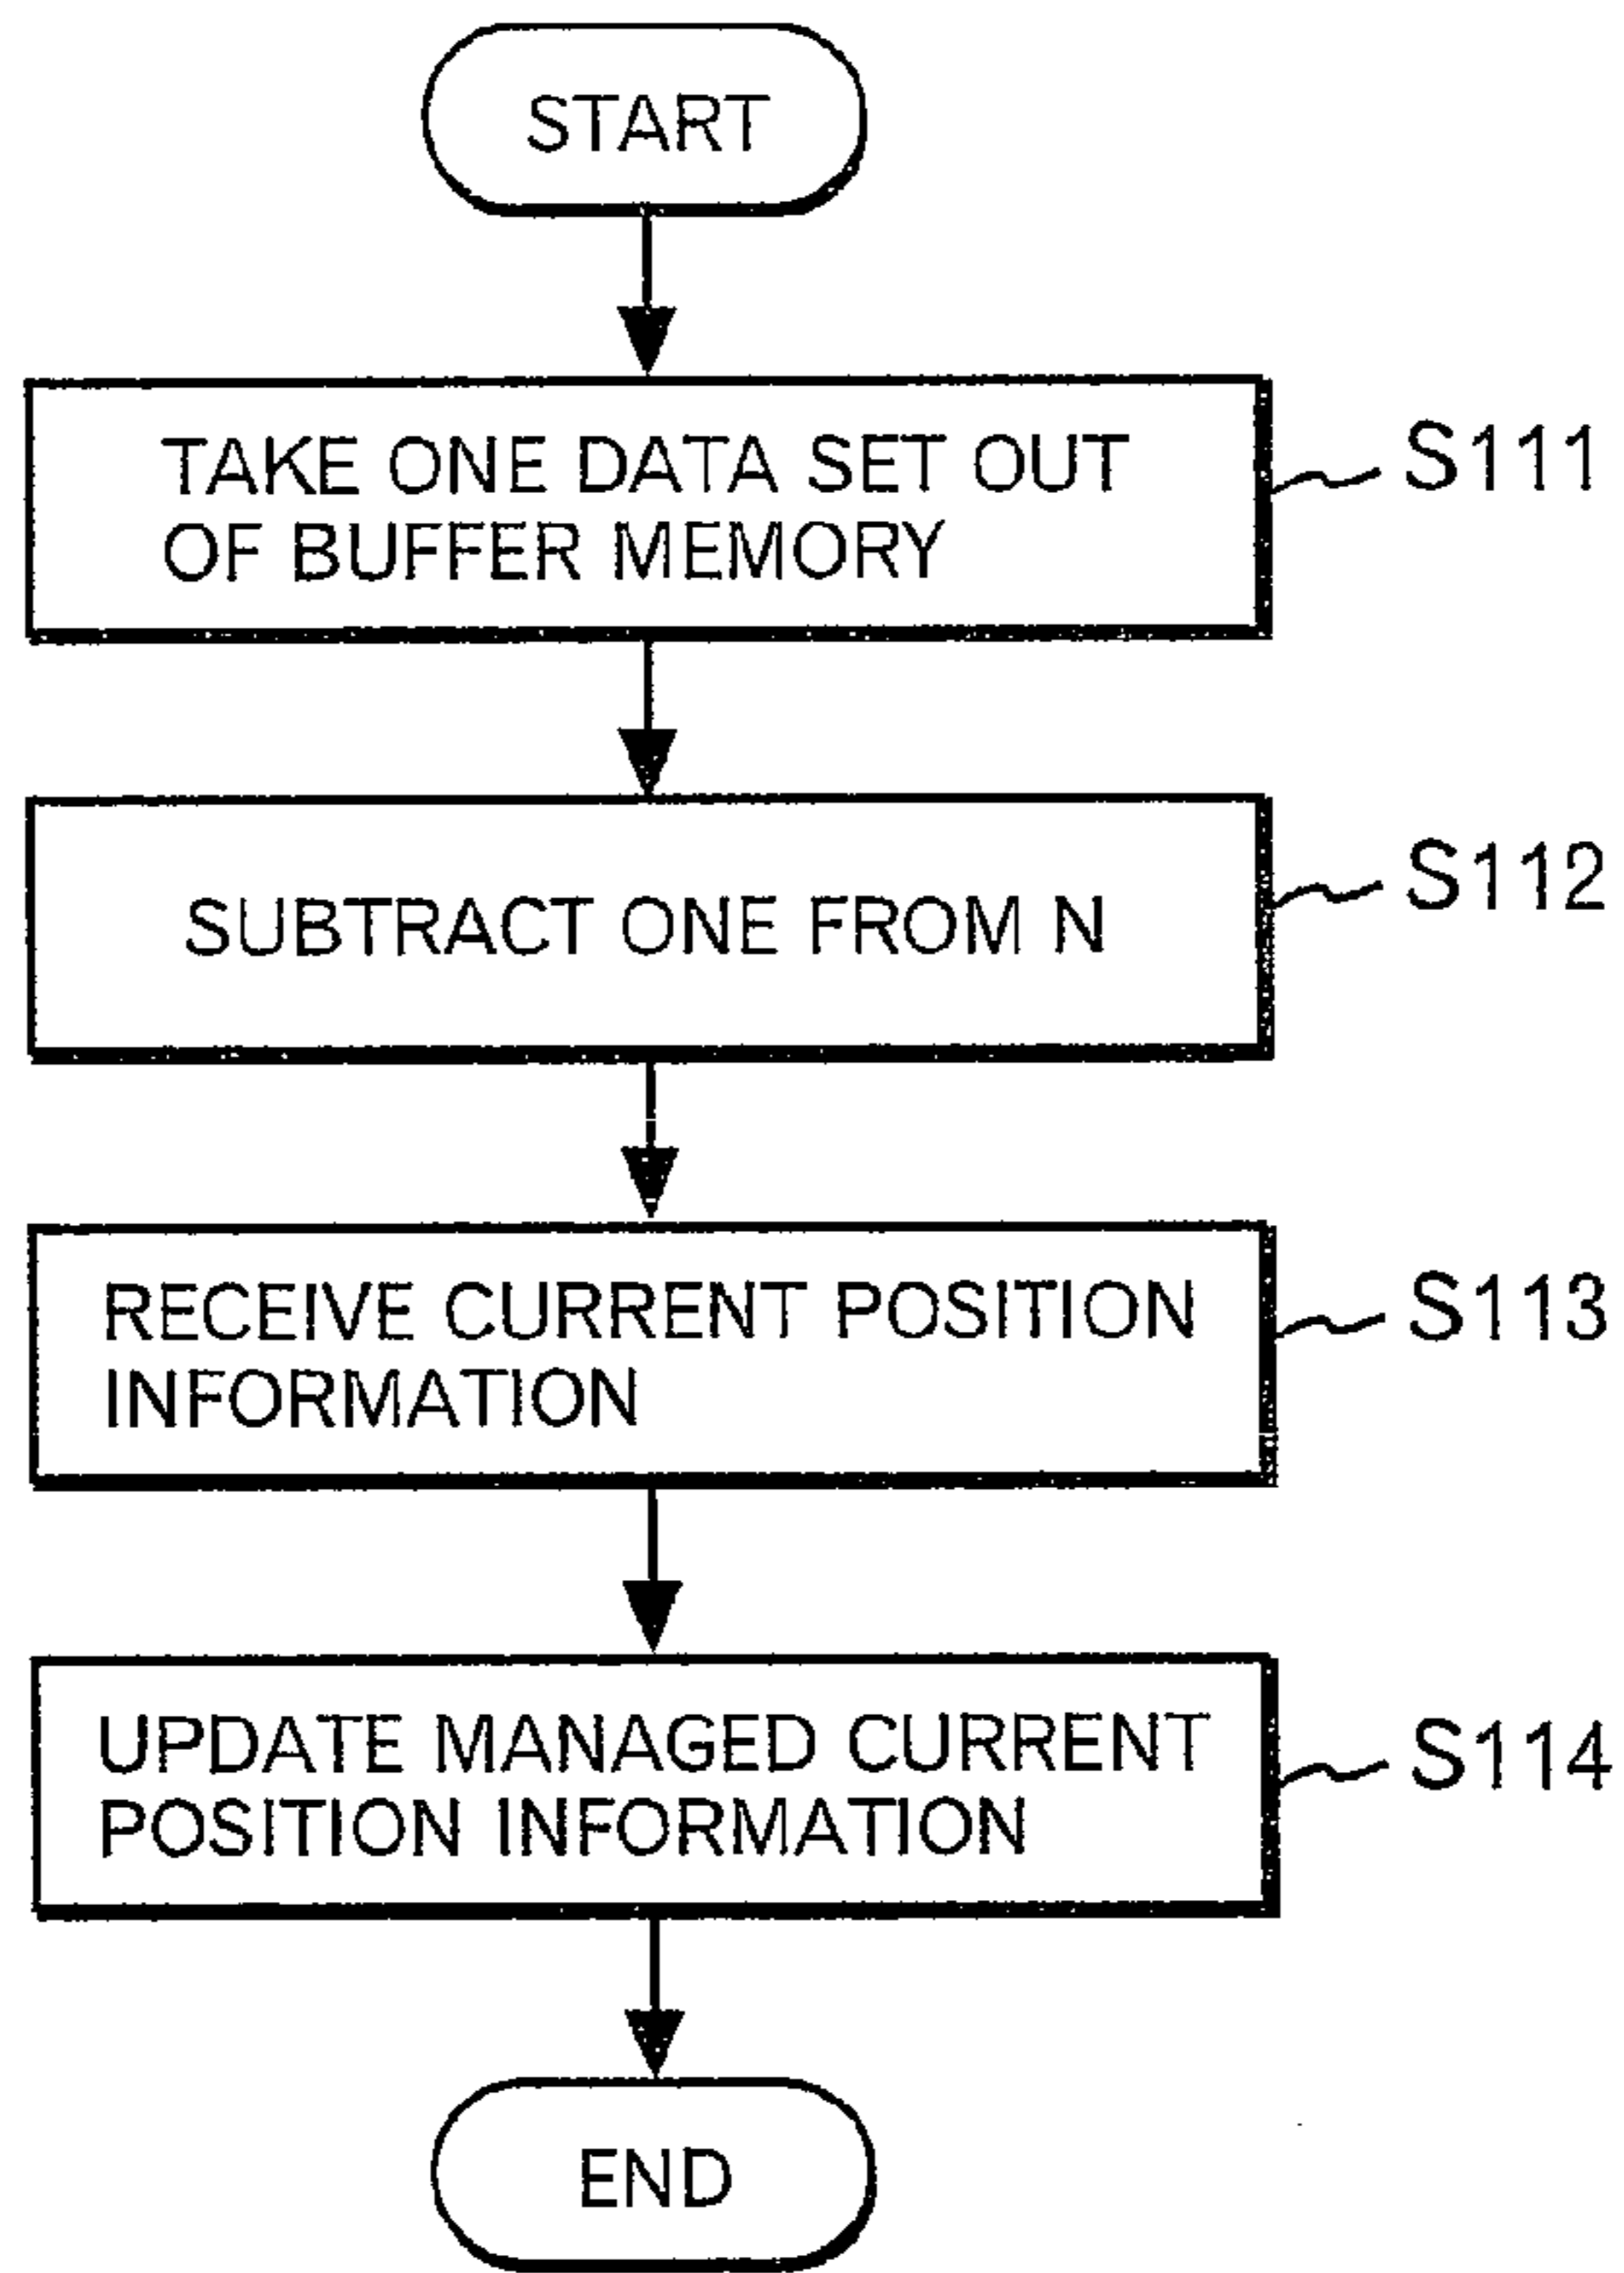 START
TAKE ONE DATA SET OUT
OF BUFFER MEMORY
S111
SUBTRACT ONE FROM N
S112
RECEIVE CURRENT POSITION
INFORMATION
S113
UPDATE MANAGED CURRENT
POSITION INFORMATION
S114
END